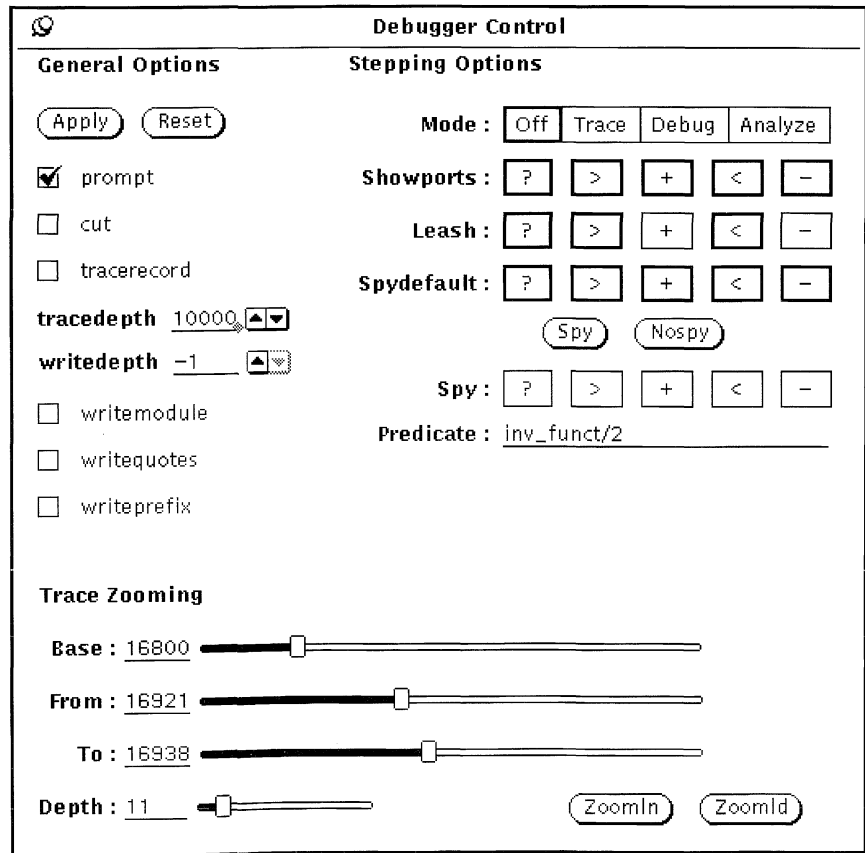 Debugger Control
General Options
Stepping Options
Apply Reset
Mode : Off Trace Debug Analyze
prompt
Showports : ? > + < −
cut
Leash : ? > + < −
tracerecord
Spydefault : ? > + < −
tracedepth 10000
Spy Nospy
writedepth −1
Spy : ? > + < −
writemodule
Predicate : inv_funct/2
writequotes
writeprefix
Trace Zooming
Base : 16800
From : 16921
To : 16938
Depth : 11
ZoomIn ZoomId